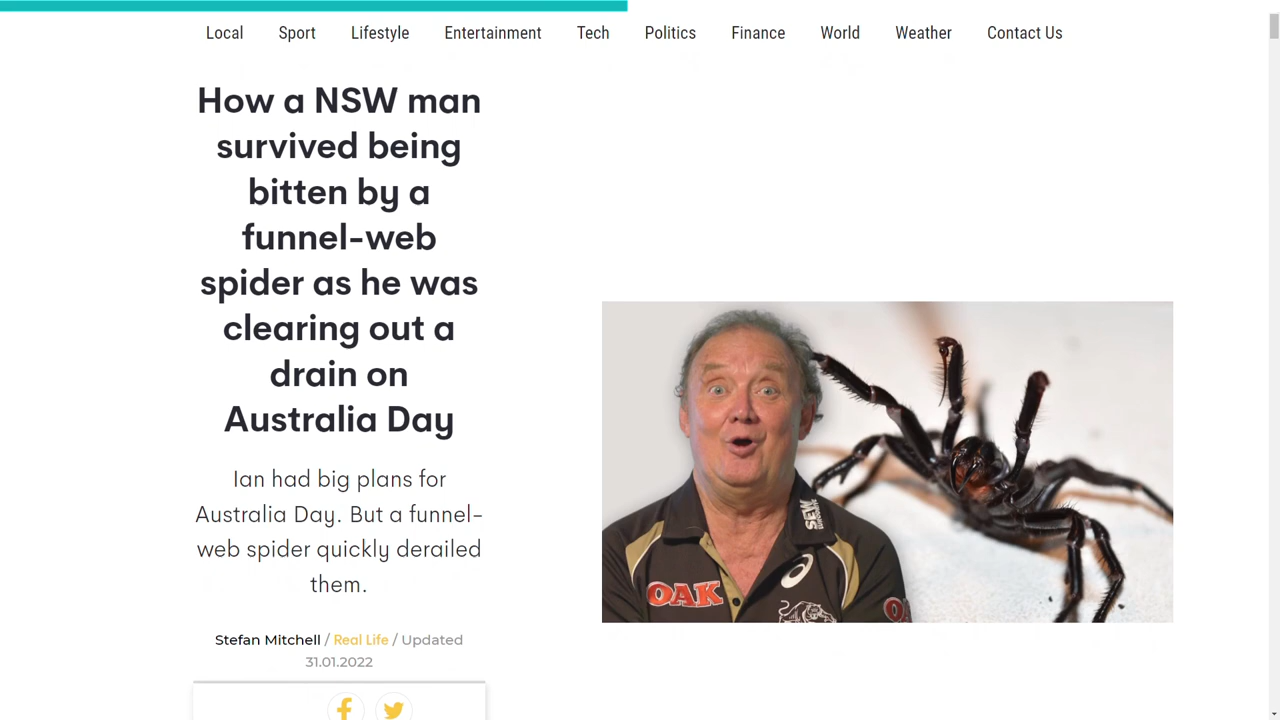 Local Sport Lifestyle Entertainment Tech Politics Finance World Weather Contact Us
How a NSW man
survived being
bitten by a
funnel-web
spider as he was
clearing out a
drain on
Australia Day
Ian had big plans for
Australia Day. But a funnel-
web spider quickly derailed
them.
Stefan Mitchell / Real Life / Updated
31.01.2022
SEW
OAK